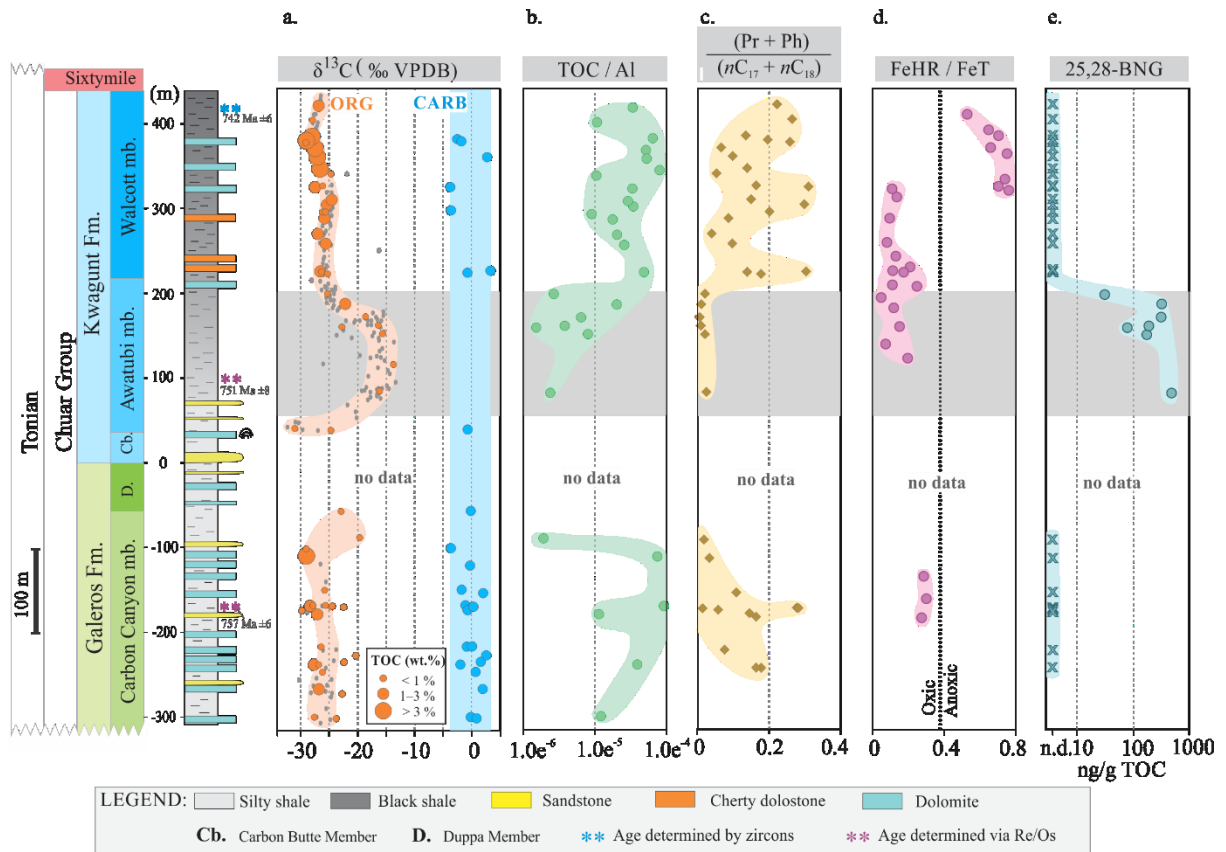 a.
b.
c.
d.
e.
δ¹³C (‰ VPDB)
TOC / Al
(Pr + Ph)
(nC₁₇ + nC₁₈)
FeHR / FeT
25,28-BNG
Sixtymile
(m)
ORG
CARB
Tonian
Chuar Group
Kwagunt Fm.
Galeros Fm.
Walcott mb.
Awatubi mb.
Cb.
D.
Carbon Canyon mb.
400
300
200
100
0
-100
-200
-300
742 Ma ±6
751 Ma ±8
757 Ma ±6
100 m
no data
no data
no data
no data
no data
TOC (wt.%)
< 1 %
1–3 %
> 3 %
Oxic
Anoxic
-30
-20
-10
0
5
1.0e⁻⁶
1.0e⁻⁵
1.0e⁻⁴
0
0.2
0.4
0
0.4
0.8
n.d.
10
100
1000
ng/g TOC
LEGEND:
Silty shale
Black shale
Sandstone
Cherty dolostone
Dolomite
Cb. Carbon Butte Member
D. Duppa Member
** Age determined by zircons
** Age determined via Re/Os